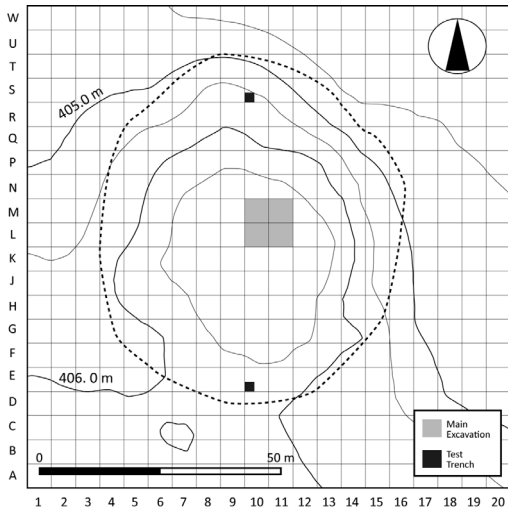 W
U
T
S
R
Q
P
N
M
L
K
J
H
G
F
E
D
C
B
A
405.0 m
406. 0 m
0
50 m
Main
Excavation
Test
Trench
1 2 3 4 5 6 7 8 9 10 11 12 13 14 15 16 17 18 19 20